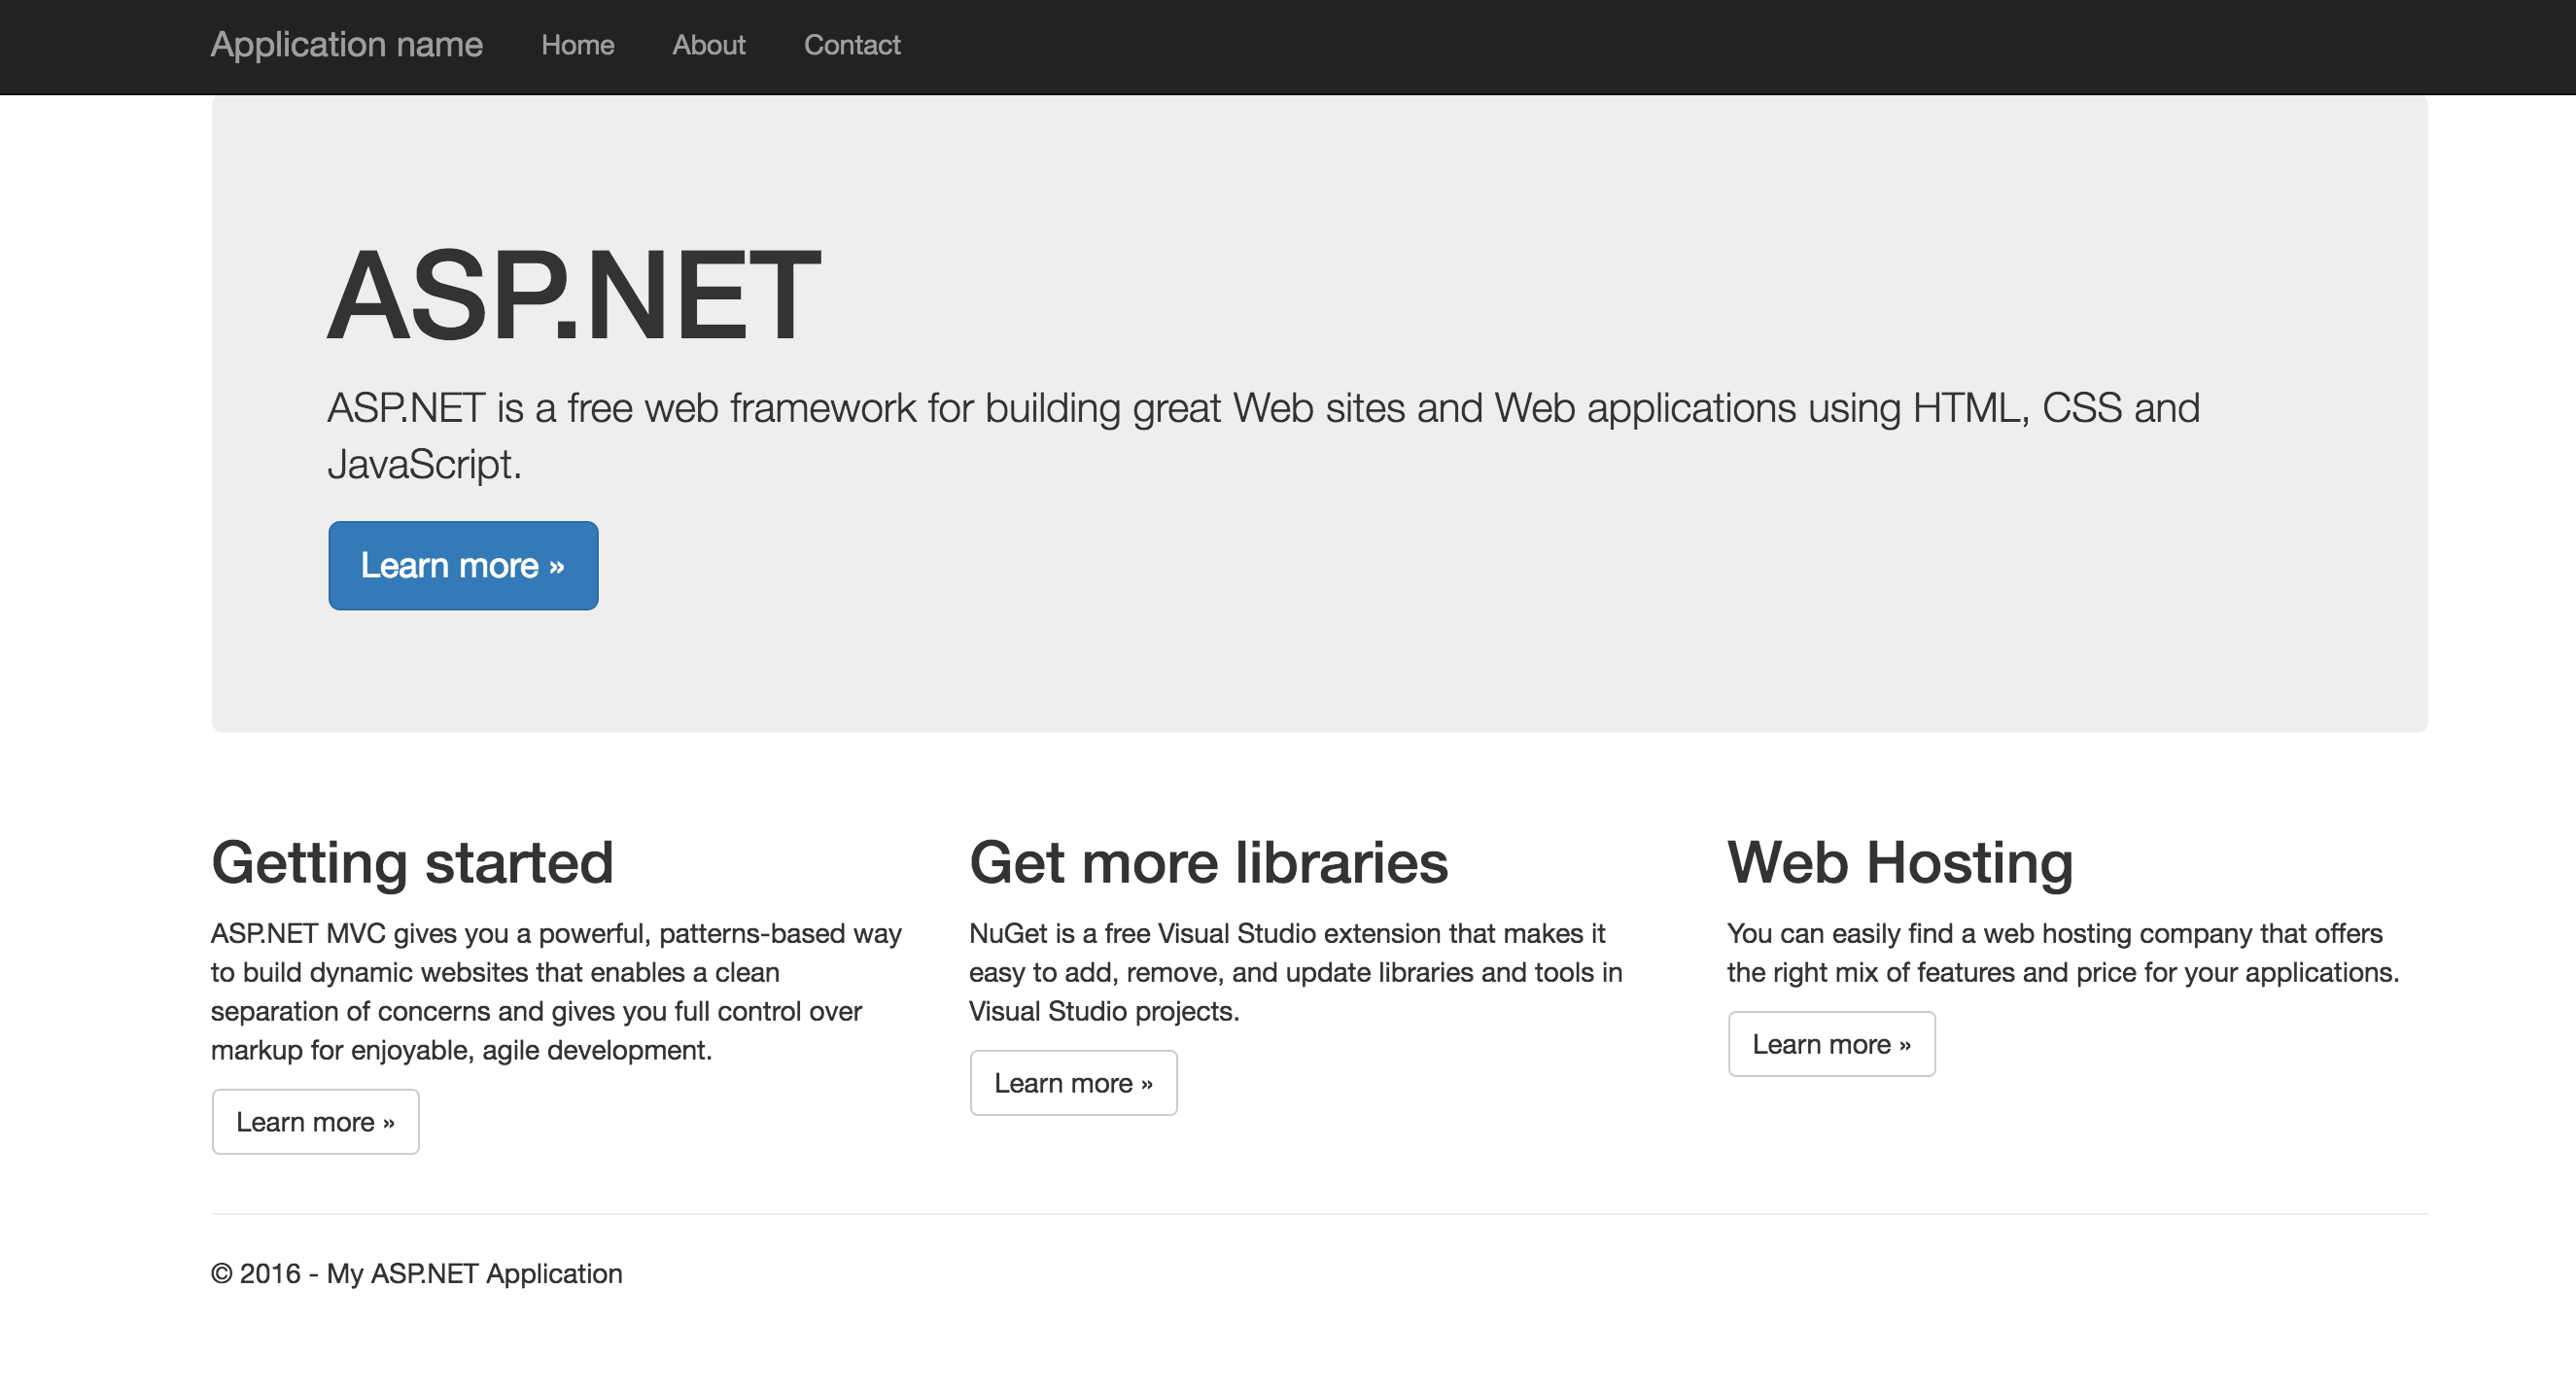 Application name Home About Contact
ASP.NET
ASP.NET is a free web framework for building great Web sites and Web applications using HTML, CSS and
JavaScript.
Learn more »
Getting started
ASP.NET MVC gives you a powerful, patterns-based way
to build dynamic websites that enables a clean
separation of concerns and gives you full control over
markup for enjoyable, agile development.
Learn more »
Get more libraries
NuGet is a free Visual Studio extension that makes it
easy to add, remove, and update libraries and tools in
Visual Studio projects.
Learn more »
Web Hosting
You can easily find a web hosting company that offers
the right mix of features and price for your applications.
Learn more »
© 2016 - My ASP.NET Application